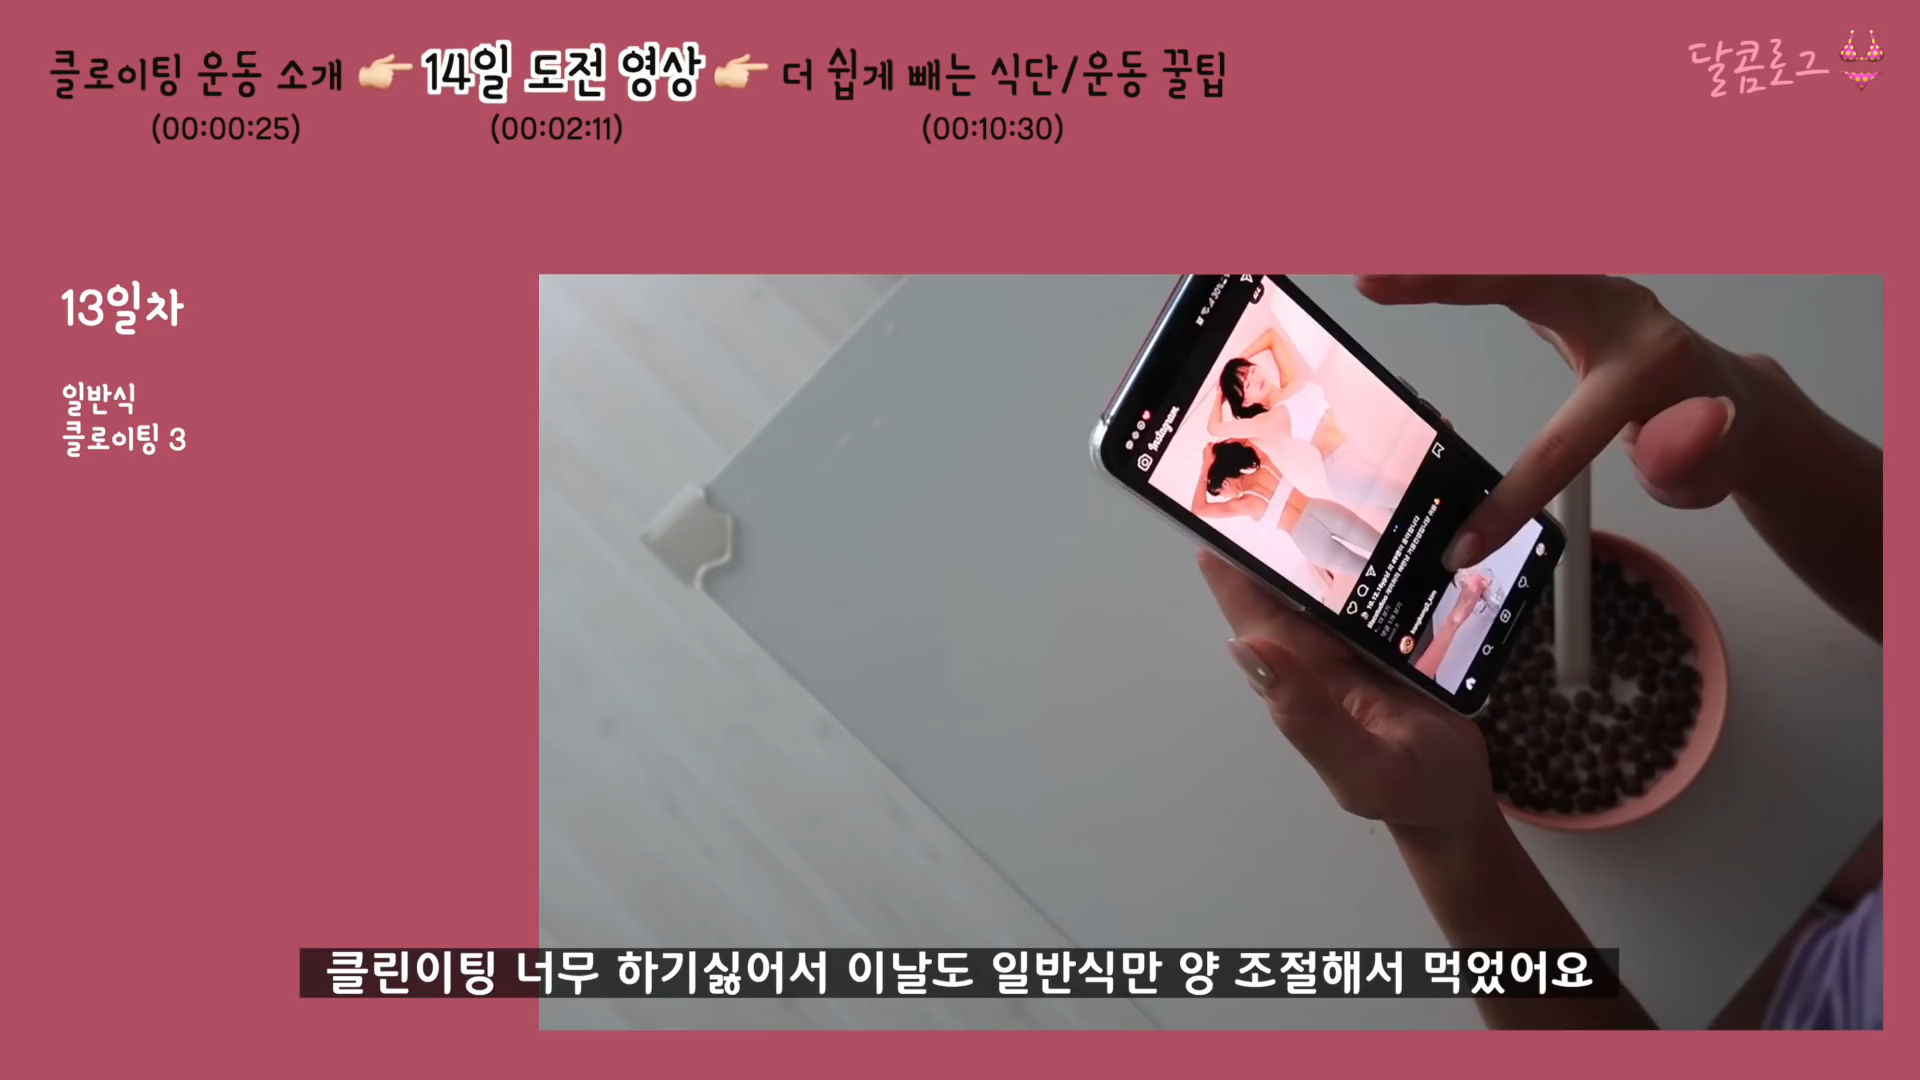 클로이팅 운동 소개 👉🏻 14일 도전 영상 👉🏻 더 쉽게 빼는 식단/운동 꿀팁
(00:00:25) (00:02:11) (00:10:30)
달콤로그
13일차
일반식
클로이팅 3
Instagram
클린이팅 너무 하기싫어서 이날도 일반식만 양 조절해서 먹었어요